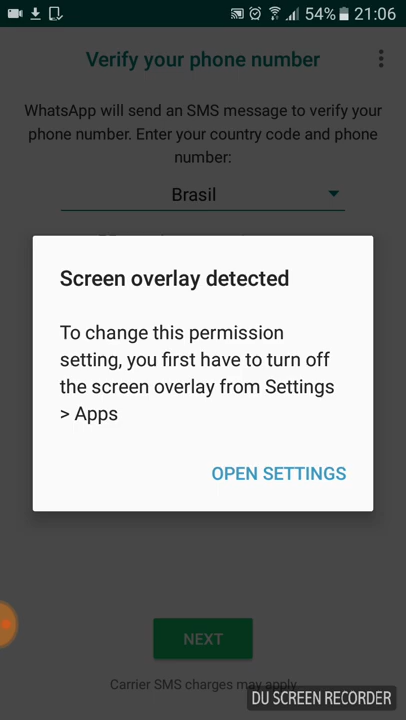 54% 21:06
Verify your phone number
WhatsApp will send an SMS message to verify your
phone number. Enter your country code and phone
number:
Brasil
Screen overlay detected
To change this permission
setting, you first have to turn off
the screen overlay from Settings
> Apps
OPEN SETTINGS
NEXT
Carrier SMS charges may apply
DU SCREEN RECORDER